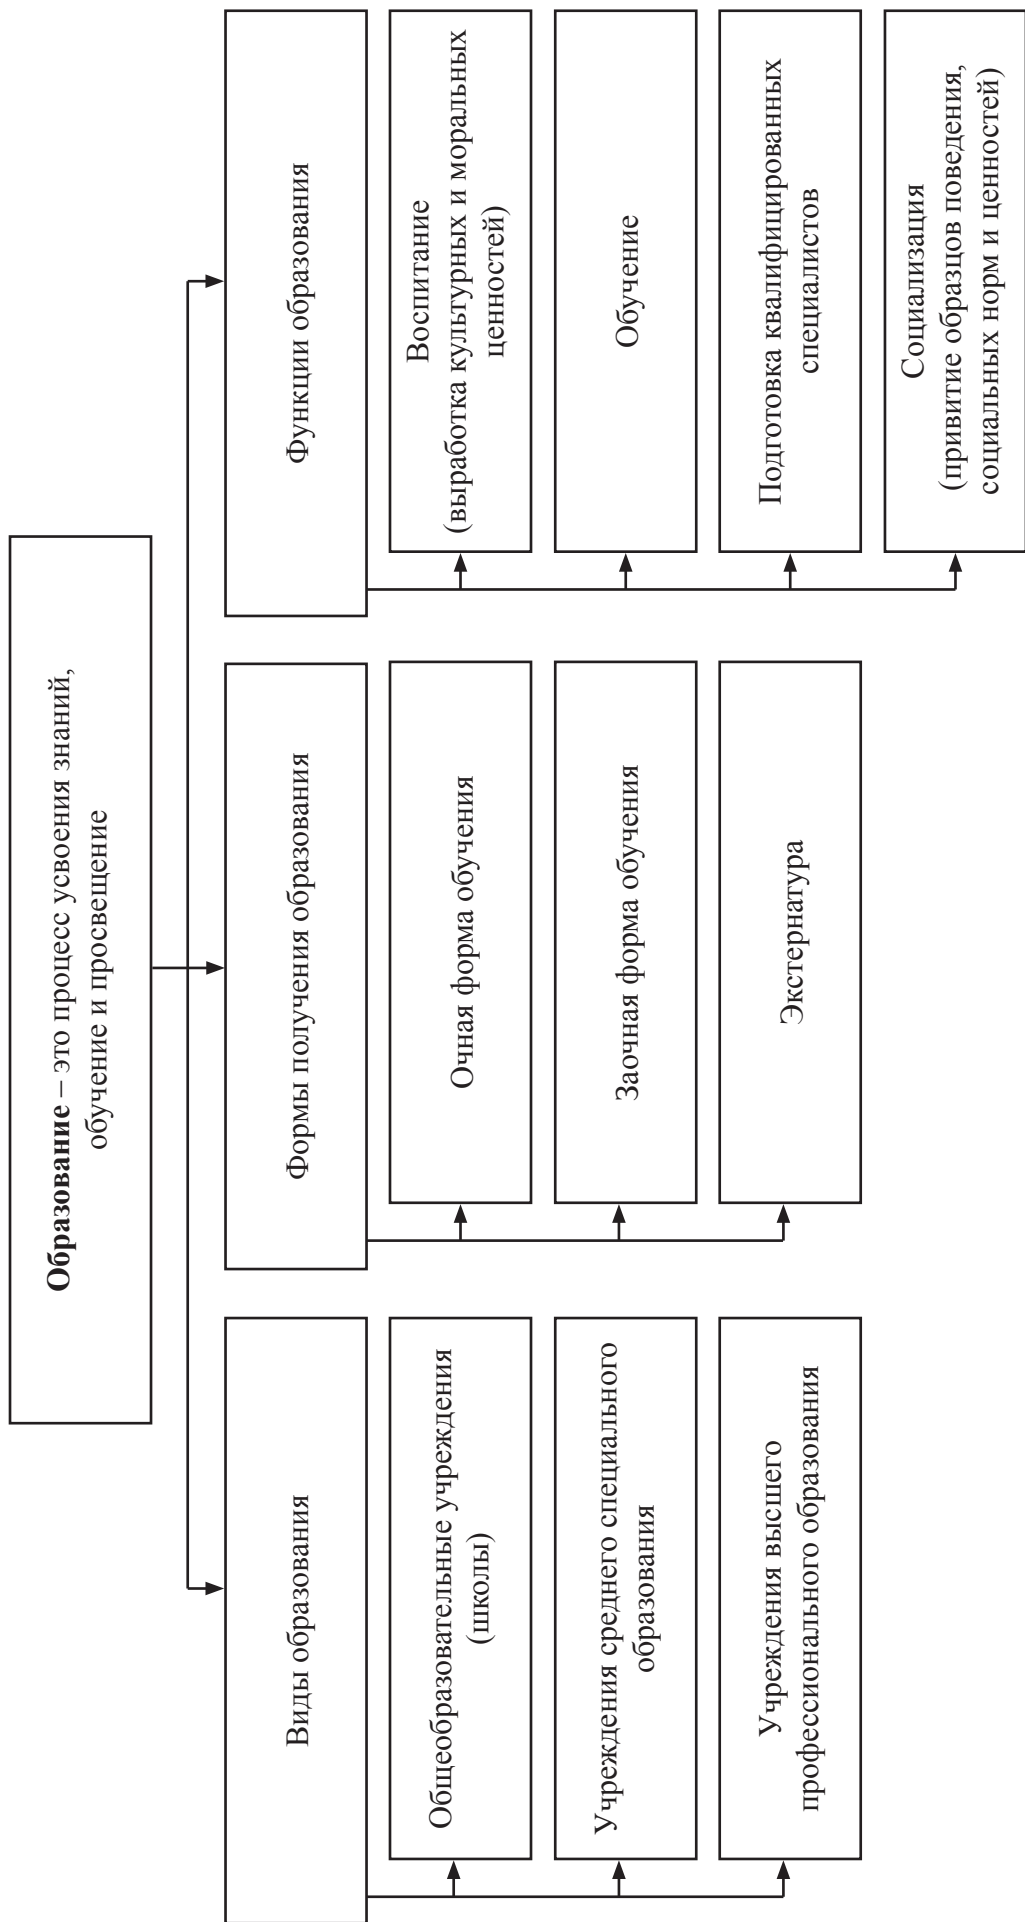 Образование – это процесс усвоения знаний,
обучение и просвещение
Виды образования
Общеобразовательные учреждения
(школы)
Учреждения среднего специального
образования
Учреждения высшего
профессионального образования
Формы получения образования
Очная форма обучения
Заочная форма обучения
Экстернатура
Функции образования
Воспитание
(выработка культурных и моральных
ценностей)
Обучение
Подготовка квалифицированных
специалистов
Социализация
(привитие образцов поведения,
социальных норм и ценностей)